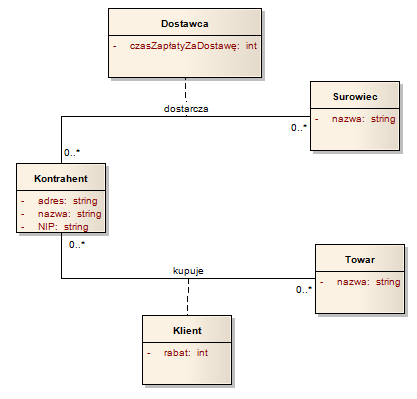 Dostawca
- czasZapłatyZaDostawę: int
dostarcza
Surowiec
- nazwa: string
0..*
0..*
Kontrahent
- adres: string
- nazwa: string
- NIP: string
0..*
kupuje
Towar
- nazwa: string
0..*
Klient
- rabat: int